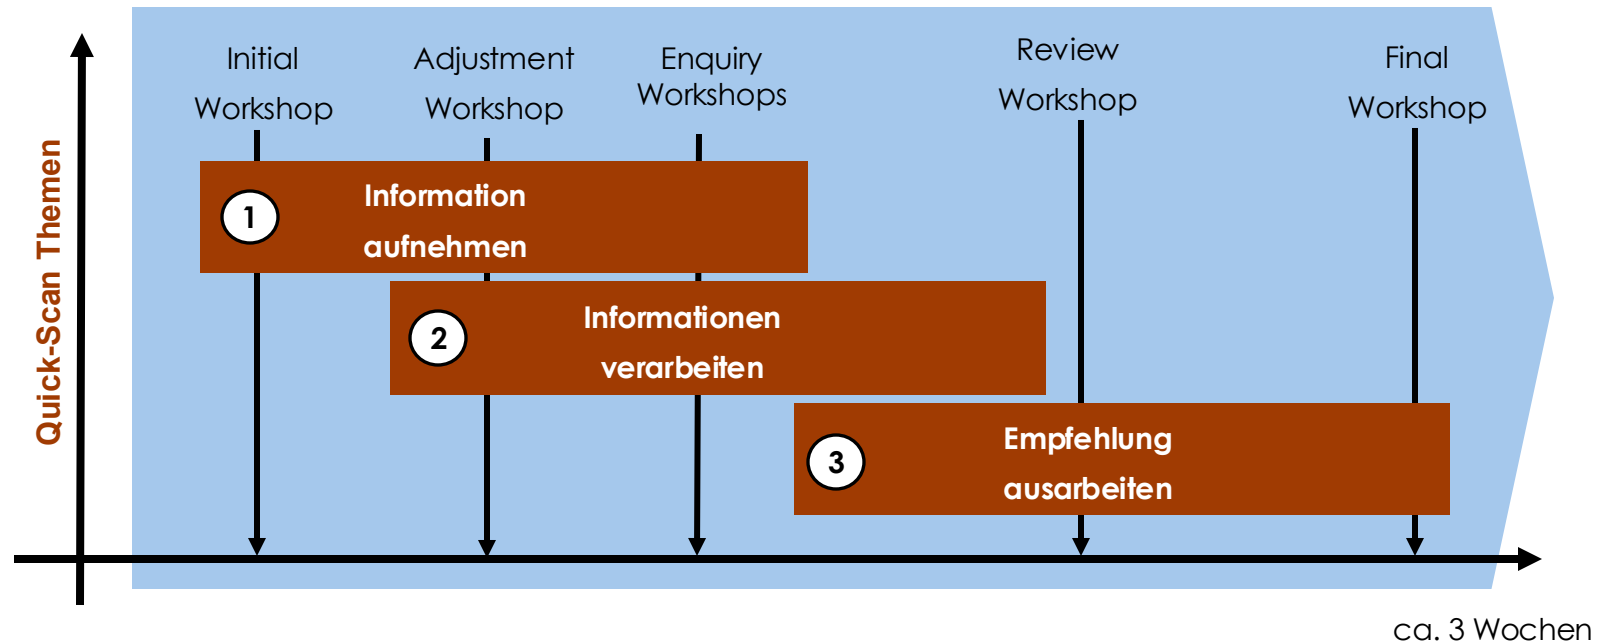 Initial
Workshop
Adjustment
Workshop
Enquiry
Workshops
Review
Workshop
Final
Workshop
Quick-Scan Themen
1
Information
aufnehmen
2
Informationen
verarbeiten
3
Empfehlung
ausarbeiten
ca. 3 Wochen